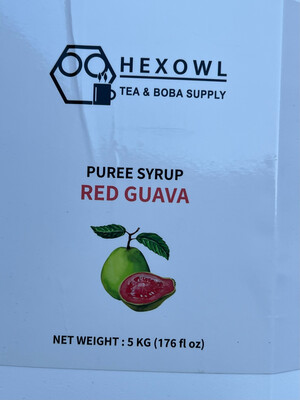 HEXOWL
TEA & BOBA SUPPLY
PUREE SYRUP
RED GUAVA
NET WEIGHT : 5 KG (176 fl oz)